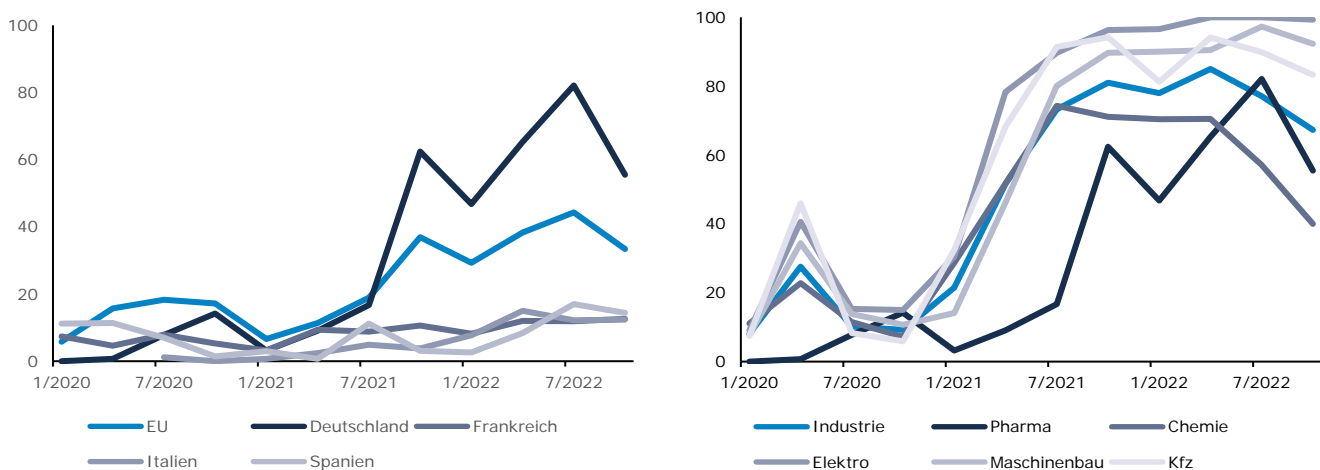 100
80
60
40
20
0
1/2020 7/2020 1/2021 7/2021 1/2022 7/2022
EU Deutschland Frankreich
Italien Spanien
100
80
60
40
20
0
1/2020 7/2020 1/2021 7/2021 1/2022 7/2022
Industrie Pharma Chemie
Elektro Maschinenbau Kfz